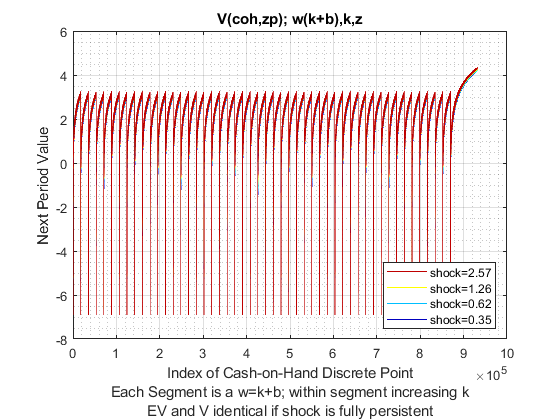 V(coh,zp); w(k+b),k,z
6
4
2
0
-2
-4
-6
-8
Next Period Value
shock=2.57
shock=1.26
shock=0.62
shock=0.35
0 1 2 3 4 5 6 7 8 9 10
×10^5
Index of Cash-on-Hand Discrete Point
Each Segment is a w=k+b; within segment increasing k
EV and V identical if shock is fully persistent